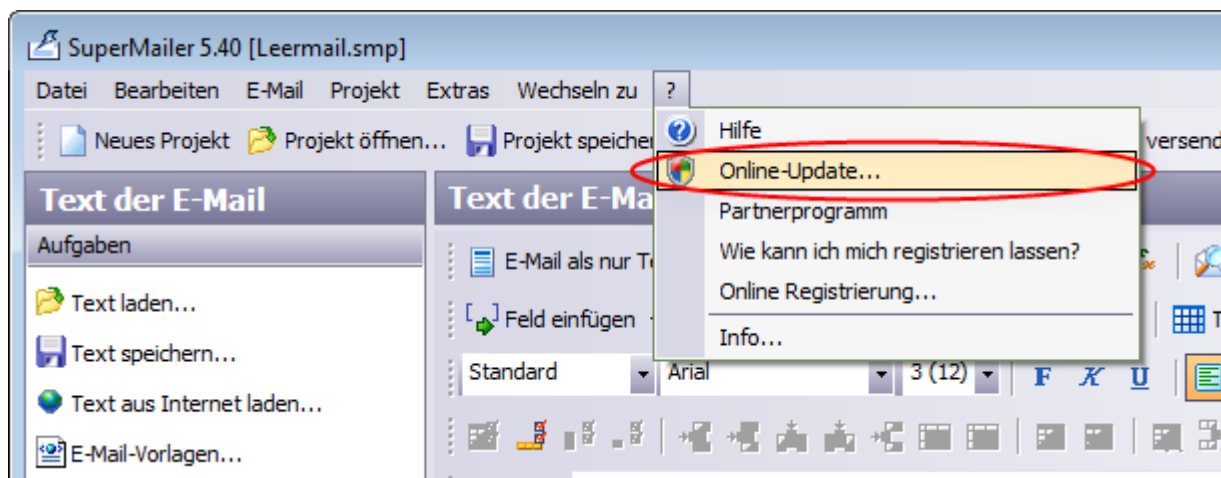 SuperMailer 5.40 [Leermail.smp]
Datei Bearbeiten E-Mail Projekt Extras Wechseln zu ?
Neues Projekt Projekt öffnen... Projekt speicher versend
Hilfe
Online-Update...
Partnerprogramm
Wie kann ich mich registrieren lassen?
Online Registrierung...
Info...
Text der E-Mail
Aufgaben
Text laden...
Text speichern...
Text aus Internet laden...
E-Mail-Vorlagen...
Text der E-Ma
E-Mail als nur Te
Feld einfügen T
Standard Arial 3 (12) F K U